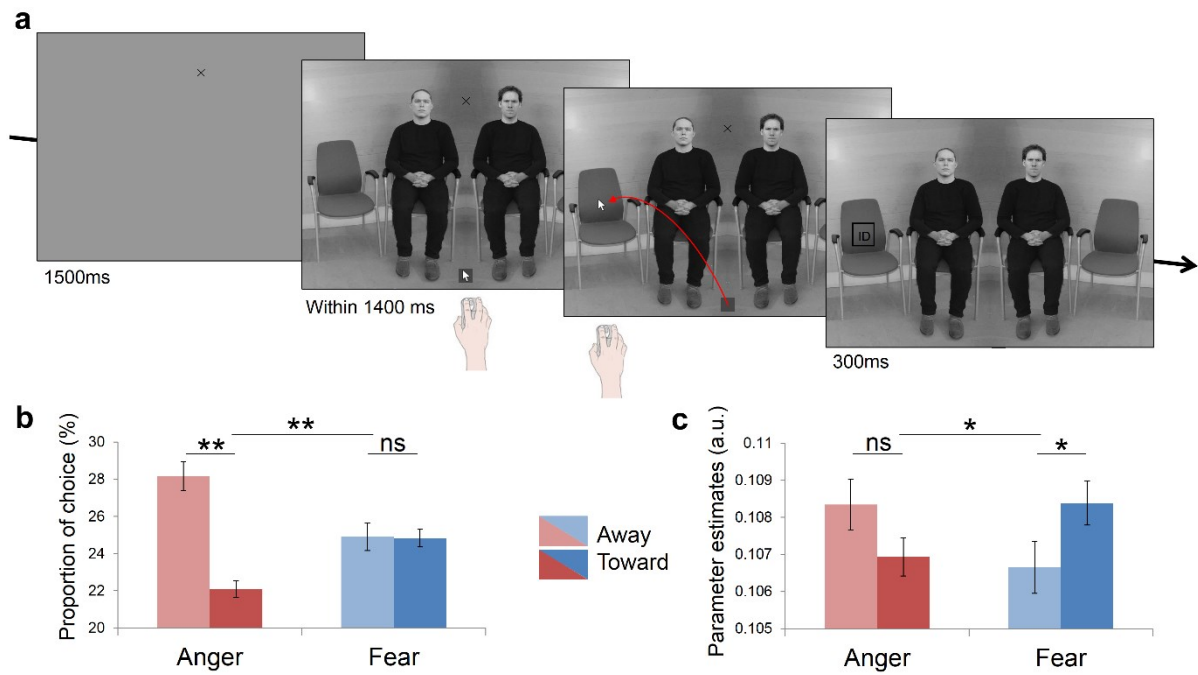 a
1500ms
Within 1400 ms
ID
300ms
b
Proportion of choice (%)
30
28
26
24
22
20
**
**
ns
Anger
Fear
Away
Toward
c
Parameter estimates (a.u.)
0.11
0.109
0.108
0.107
0.106
0.105
ns
*
*
Anger
Fear